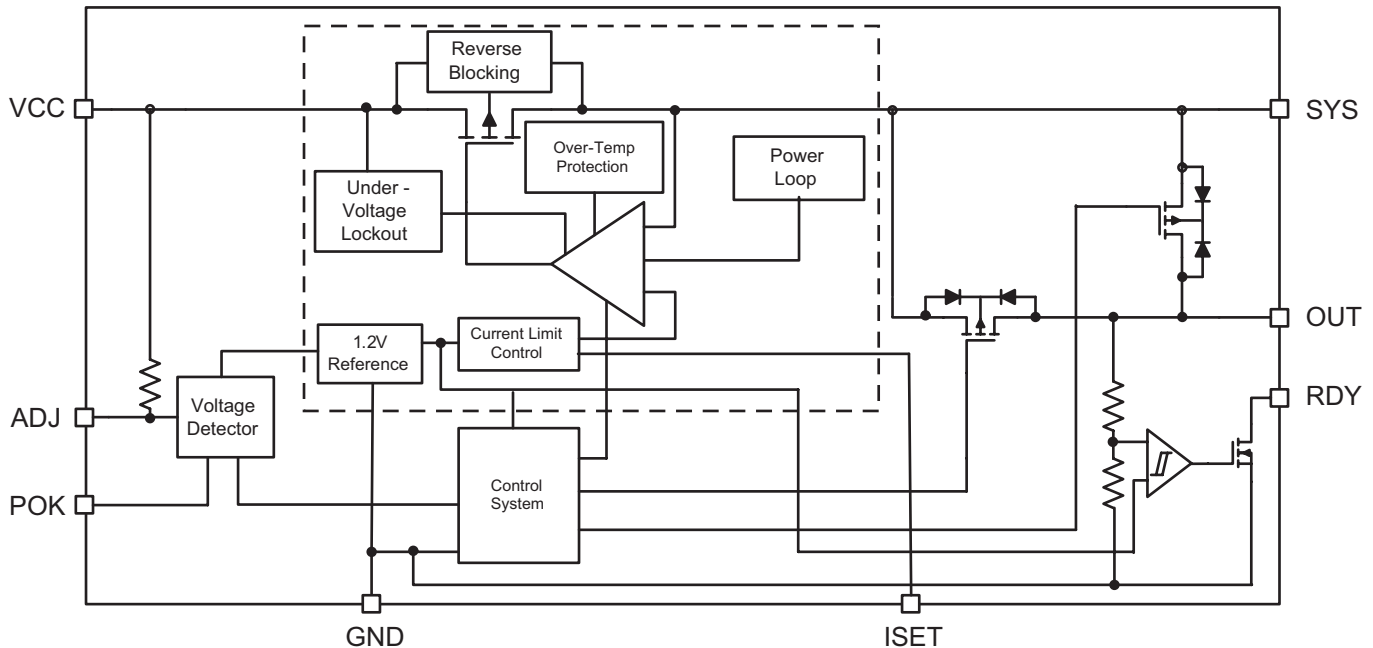 Reverse
Blocking
VCC
SYS
Over-Temp
Protection
Power
Loop
Under -
Voltage
Lockout
OUT
1.2V
Reference
Current Limit
Control
RDY
ADJ
Voltage
Detector
POK
Control
System
GND
ISET